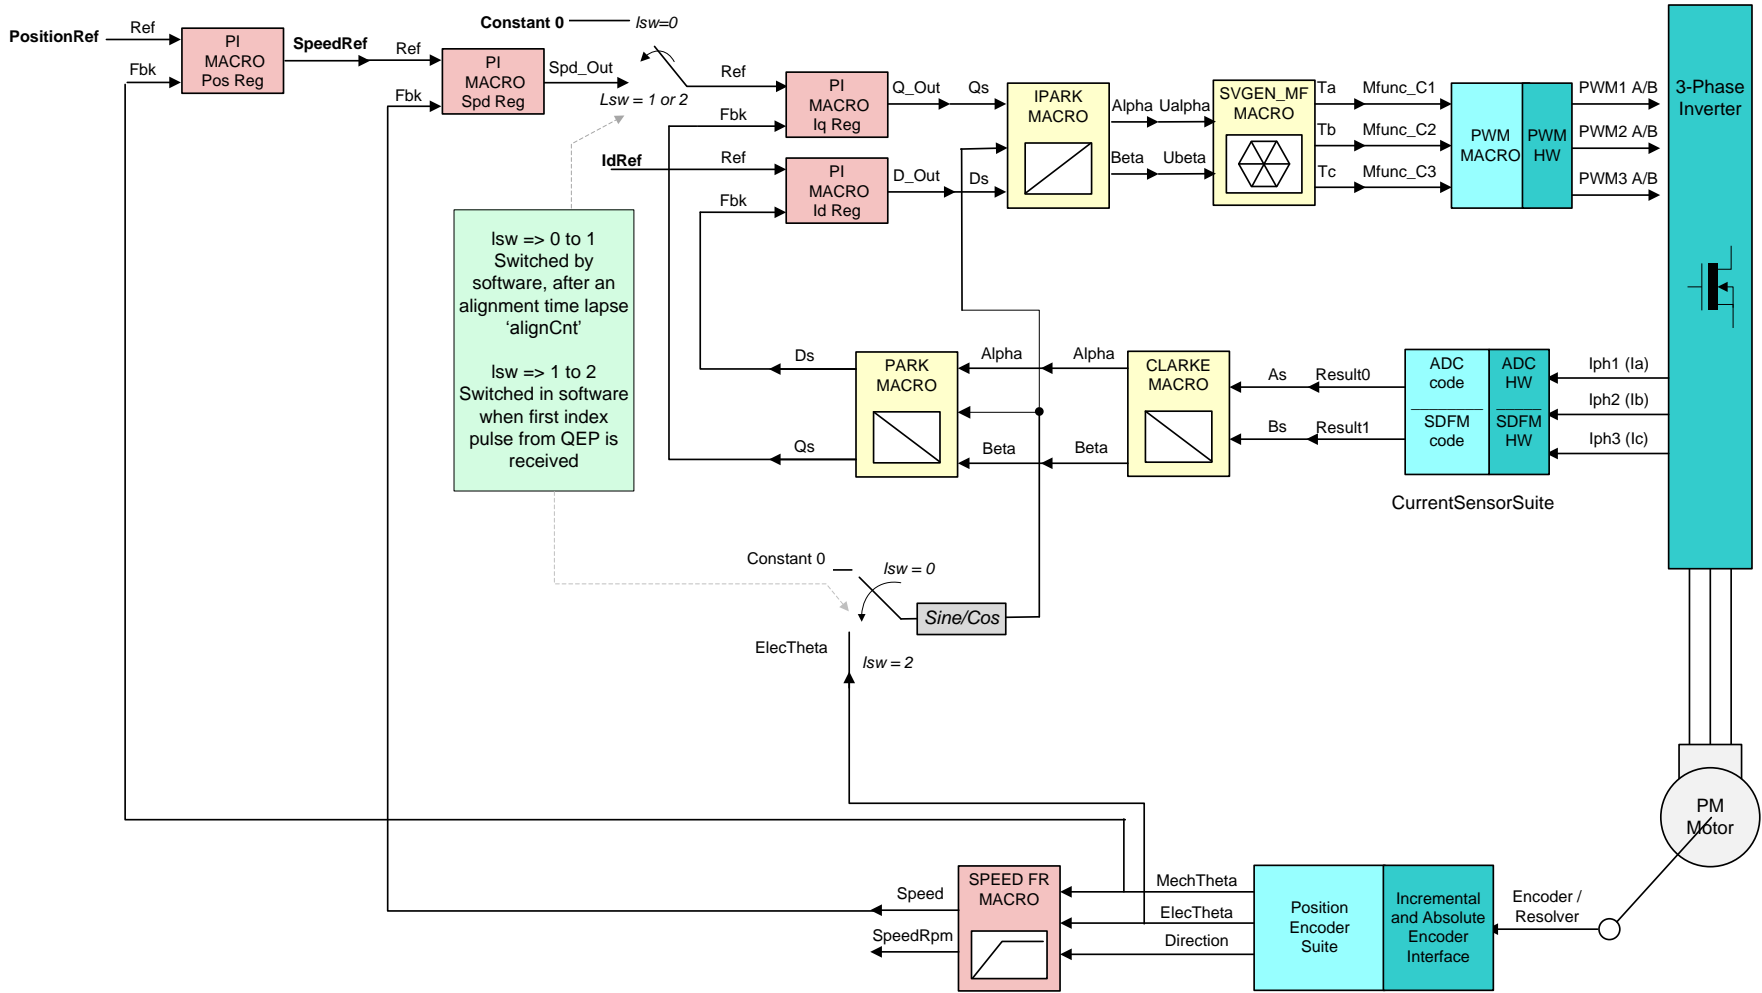 PositionRef
Ref
Fbk
PI
MACRO
Pos Reg
SpeedRef
Ref
Fbk
PI
MACRO
Spd Reg
Spd_Out
Constant 0
lsw=0
Lsw = 1 or 2
Ref
Fbk
PI
MACRO
Iq Reg
Q_Out
Qs
IdRef
Ref
Fbk
PI
MACRO
Id Reg
D_Out
Ds
IPARK
MACRO
Alpha
Ualpha
Beta
Ubeta
SVGEN_MF
MACRO
Ta
Tb
Tc
Mfunc_C1
Mfunc_C2
Mfunc_C3
PWM
MACRO
PWM
HW
PWM1 A/B
PWM2 A/B
PWM3 A/B
3-Phase
Inverter
lsw => 0 to 1
Switched by
software, after an
alignment time lapse
‘alignCnt’
lsw => 1 to 2
Switched in software
when first index
pulse from QEP is
received
Ds
Qs
PARK
MACRO
Alpha
Alpha
Beta
Beta
CLARKE
MACRO
As
Result0
Bs
Result1
ADC
code
SDFM
code
ADC
HW
SDFM
HW
Iph1 (Ia)
Iph2 (Ib)
Iph3 (Ic)
CurrentSensorSuite
Constant 0
lsw = 0
Sine/Cos
ElecTheta
lsw = 2
PM
Motor
Speed
SpeedRpm
SPEED FR
MACRO
MechTheta
ElecTheta
Direction
Position
Encoder
Suite
Incremental
and Absolute
Encoder
Interface
Encoder /
Resolver